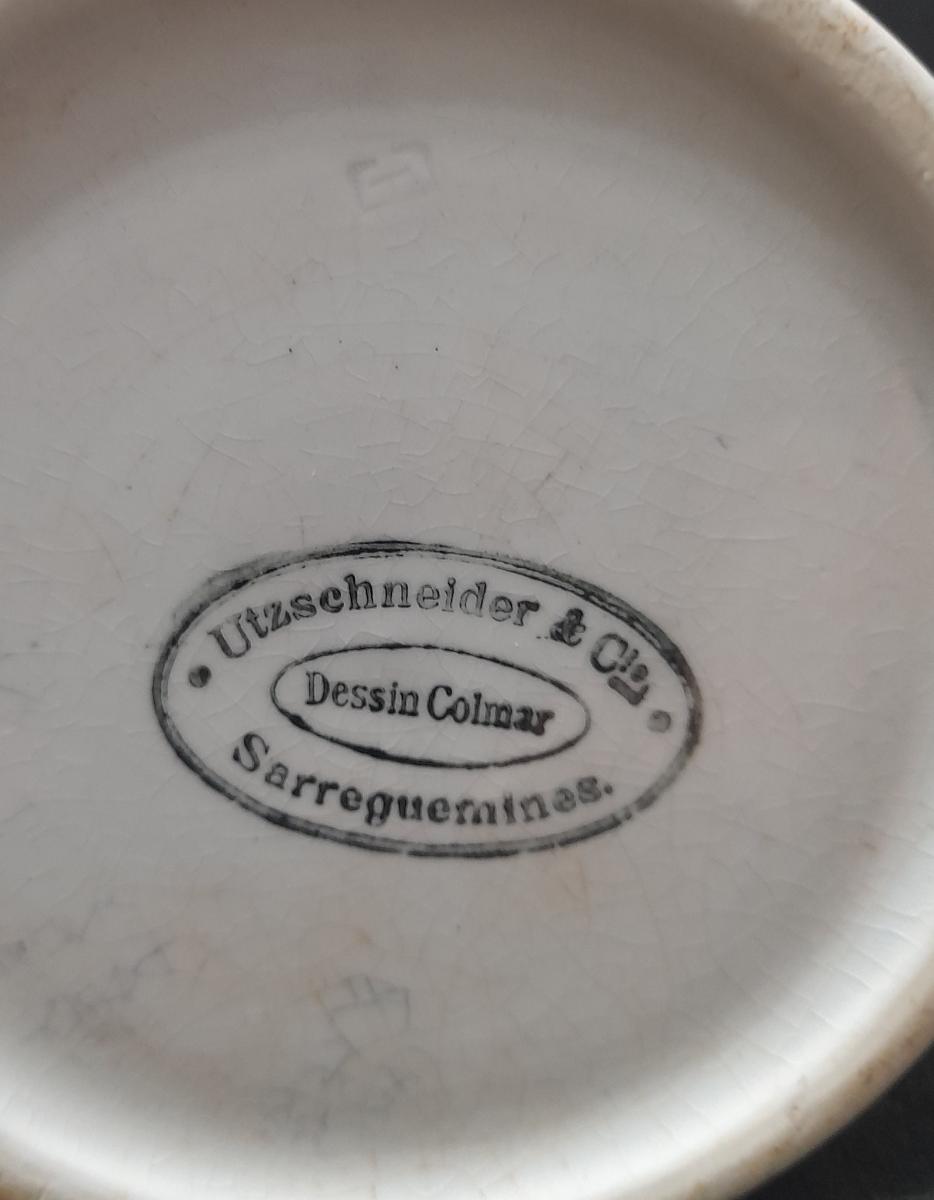 Utzschneider & Cie
Dessin Colmar
Sarreguemines.